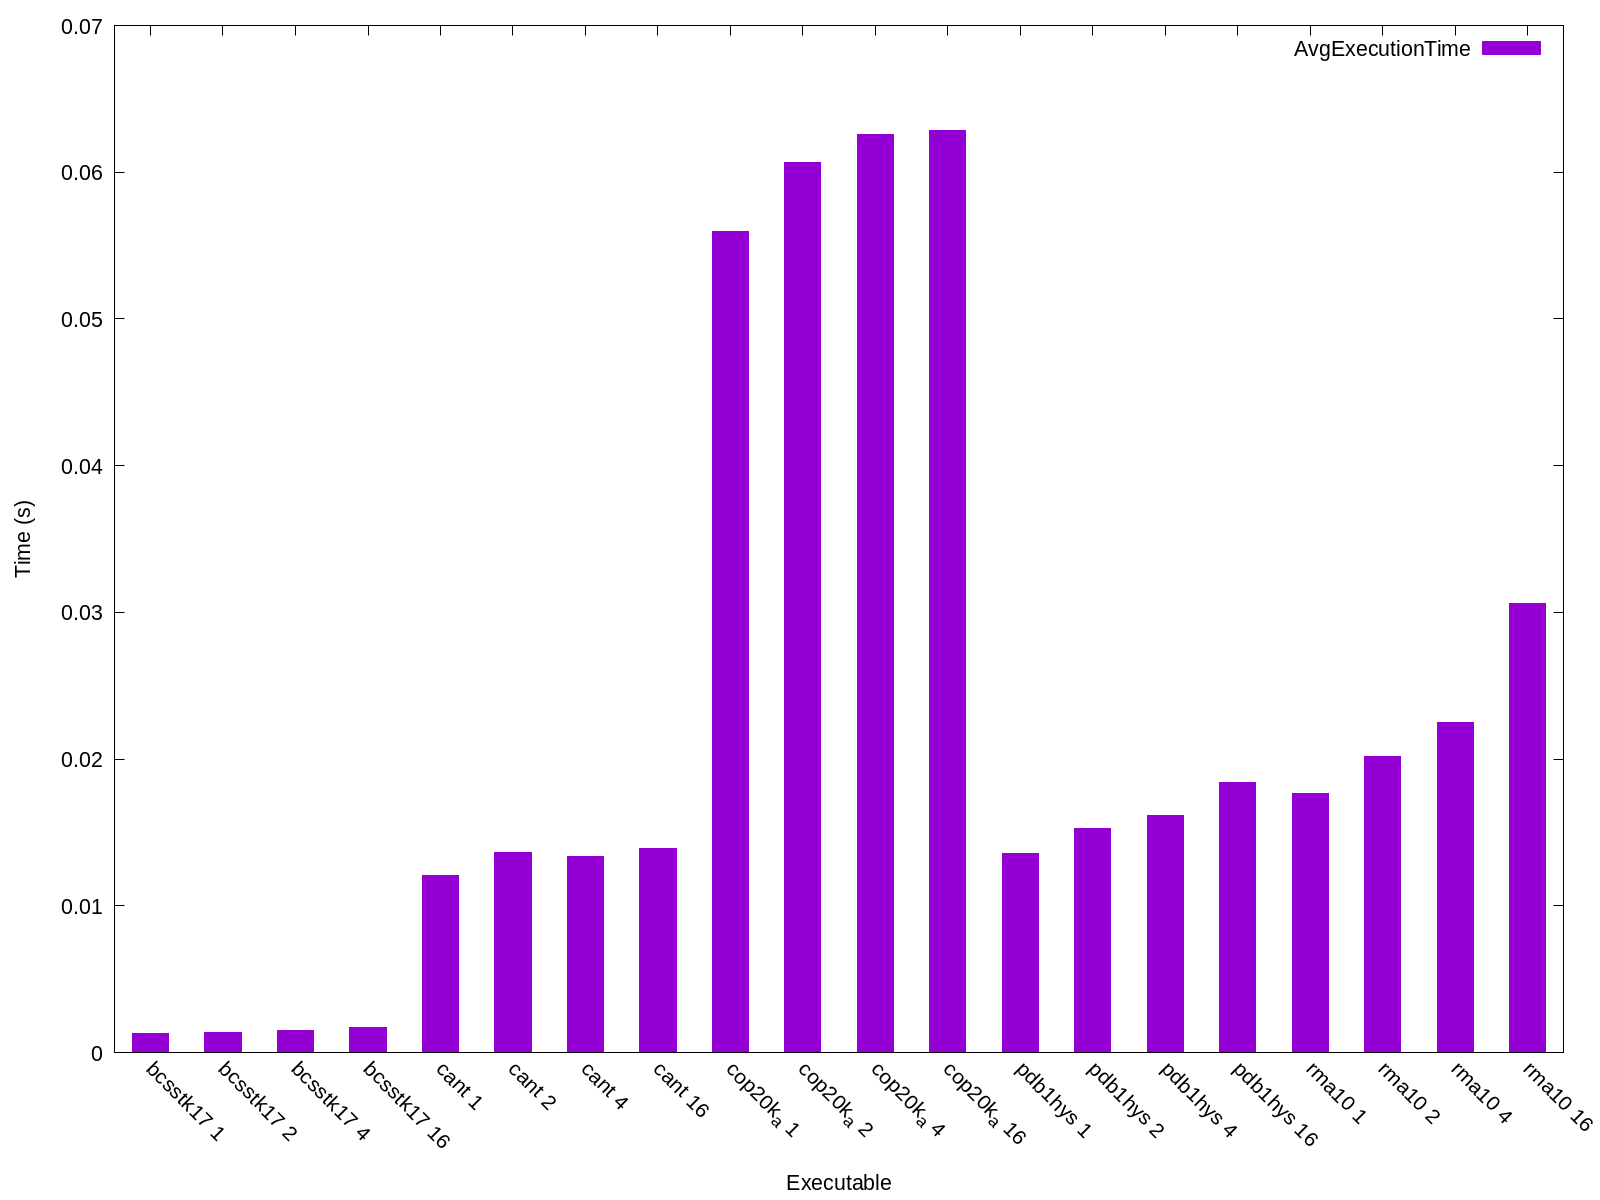 0.07
AvgExecutionTime
0.06
0.05
0.04
0.03
0.02
0.01
0
Time (s)
bcsstk17 1
bcsstk17 2
bcsstk17 4
bcsstk17 16
cant 1
cant 2
cant 4
cant 16
cop20kₐ 1
cop20kₐ 2
cop20kₐ 4
cop20kₐ 16
pdb1hys 1
pdb1hys 2
pdb1hys 4
pdb1hys 16
rma10 1
rma10 2
rma10 4
rma10 16
Executable